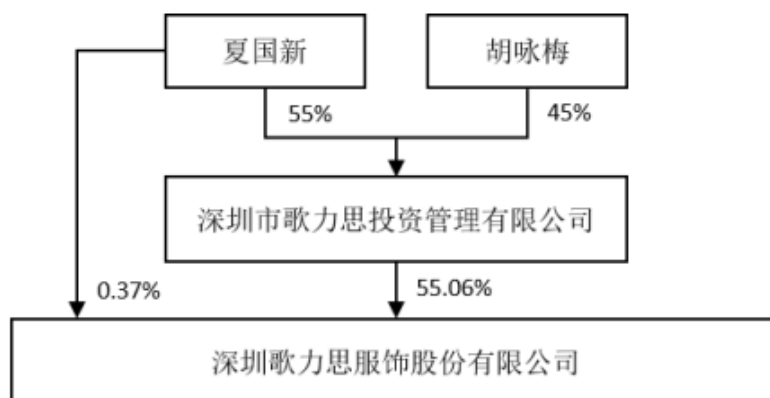 夏国新
胡咏梅
55%
45%
深圳市歌力思投资管理有限公司
0.37%
55.06%
深圳歌力思服饰股份有限公司